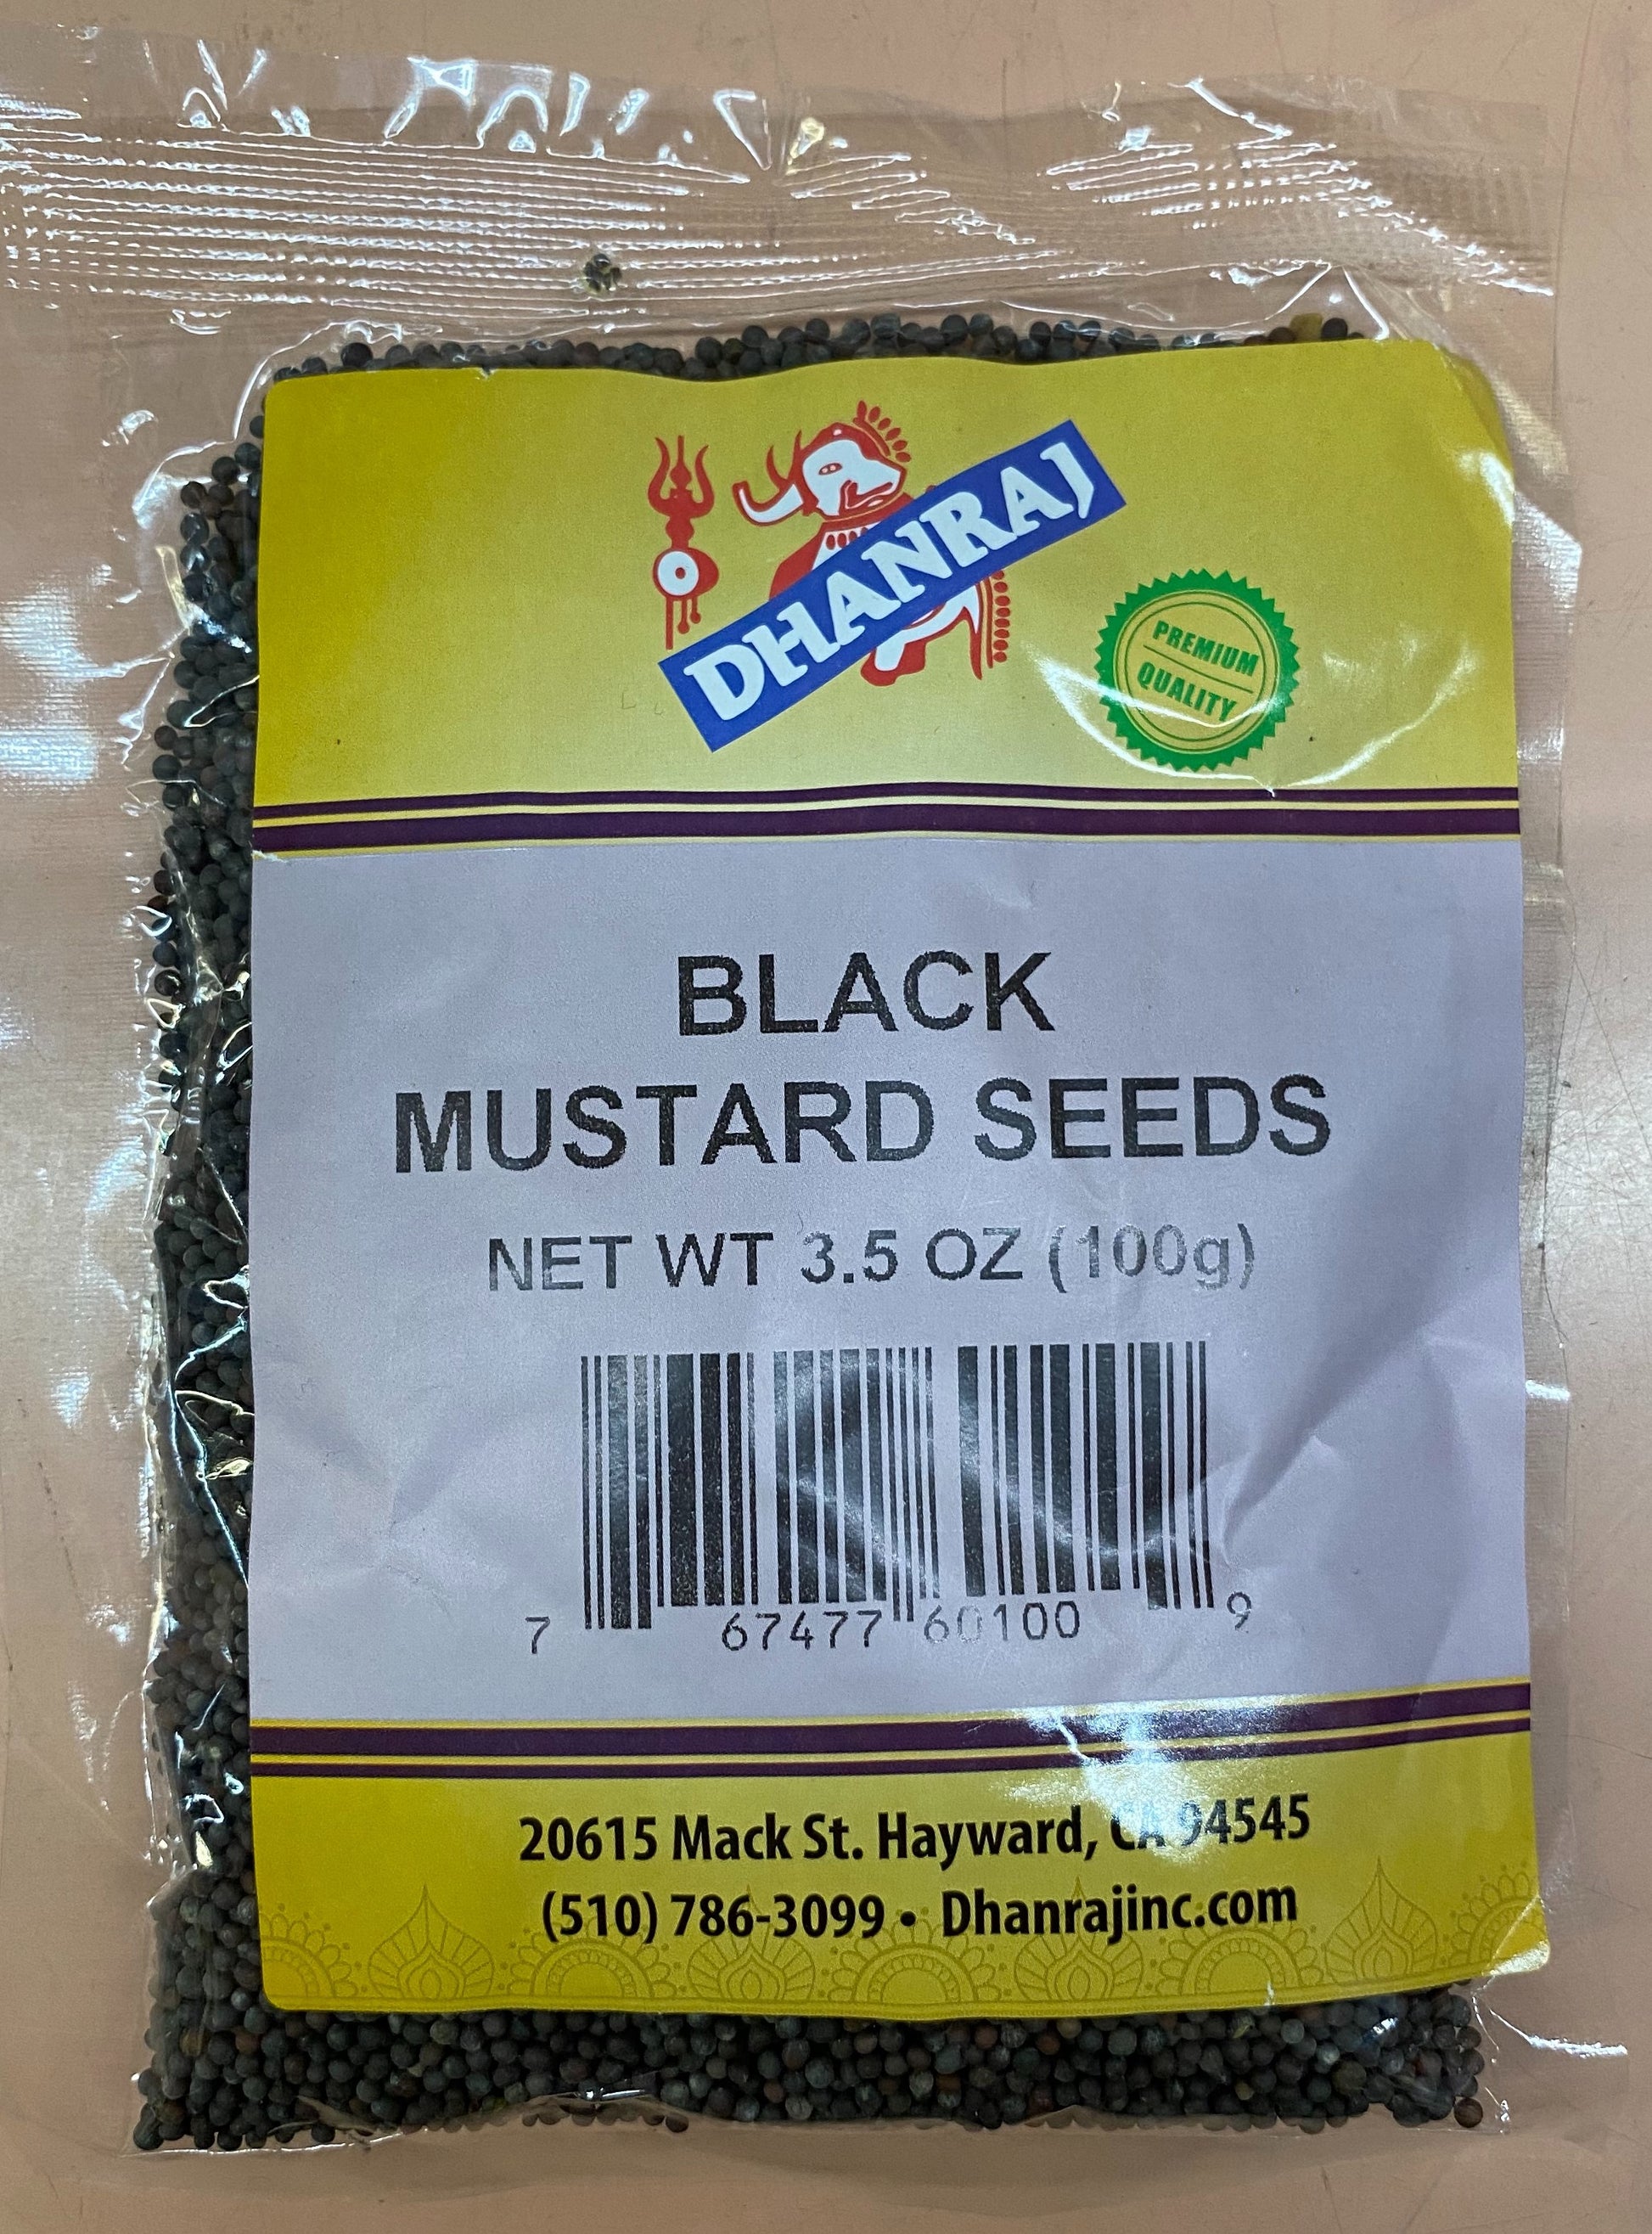 DHANRAJ
PREMIUM
QUALITY
BLACK
MUSTARD SEEDS
NET WT 3.5 OZ (100g)
7 67477 60100 9
20615 Mack St. Hayward, CA 94545
(510) 786-3099 • Dhanrajinc.com